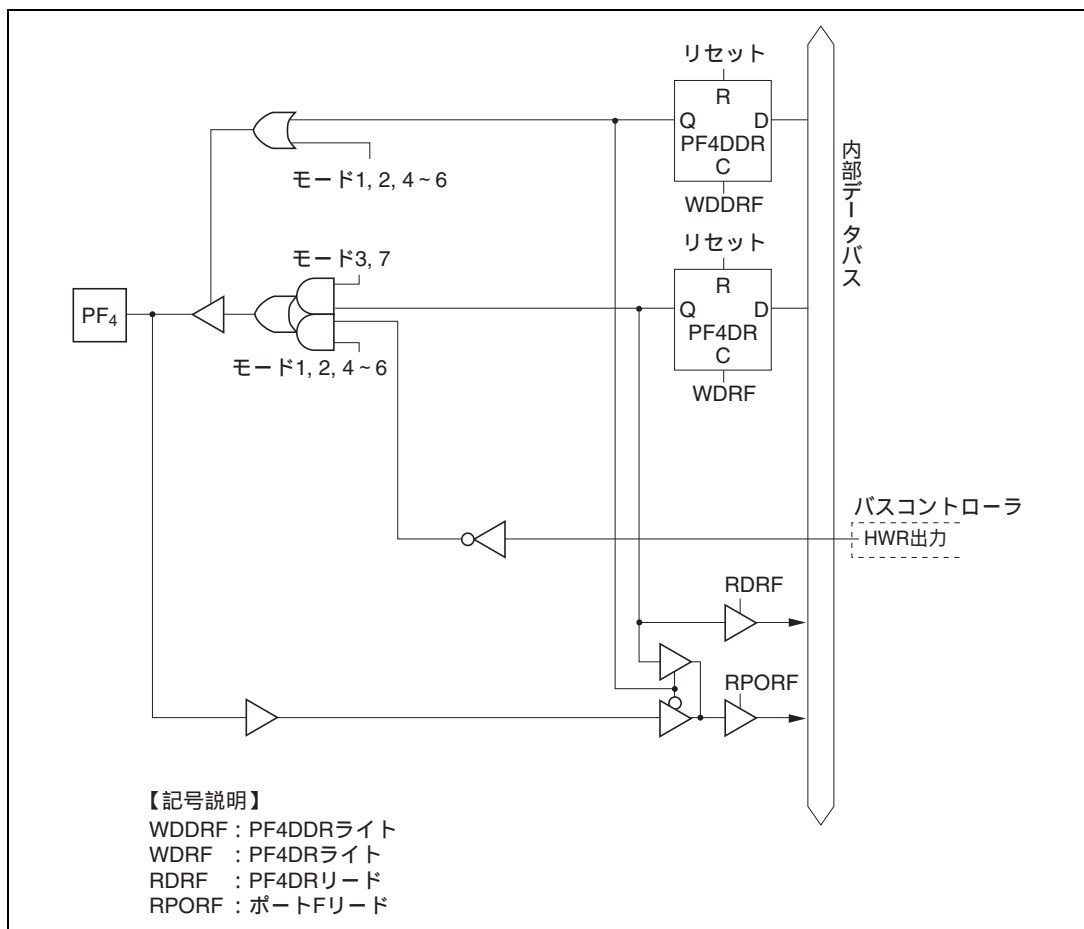 リセット
R
Q D
PF4DDR
C
WDDRF
モード1, 2, 4~6
リセット
R
Q D
PF4DR
C
WDRF
モード3, 7
PF4
モード1, 2, 4~6
内部データバス
バスコントローラ
HWR出力
RDRF
RPORF
【記号説明】
WDDRF : PF4DDRライト
WDRF : PF4DRライト
RDRF : PF4DRリード
RPORF : ポートFリード